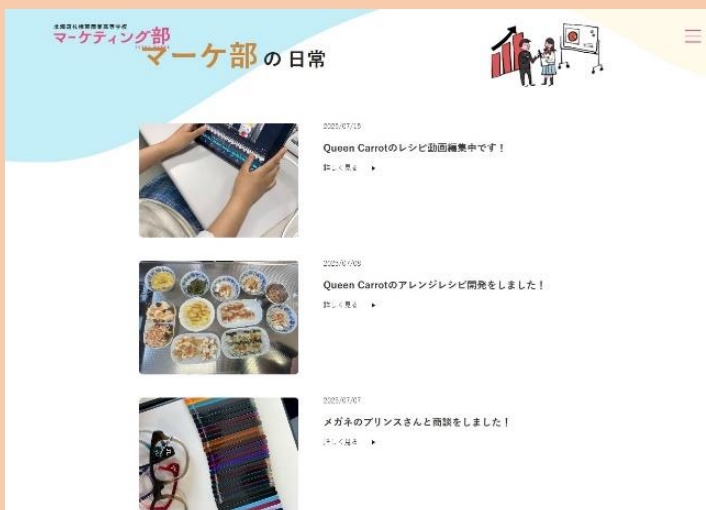 マーケティング部
マーケ部の日常
Queen Carrotのレシピ動画編集中です！
詳しく見る
Queen Carrotのアレンジレシピ開発をしました！
詳しく見る
2025/07/07
メガネのプリンスさんと商談をしました！
詳しく見る